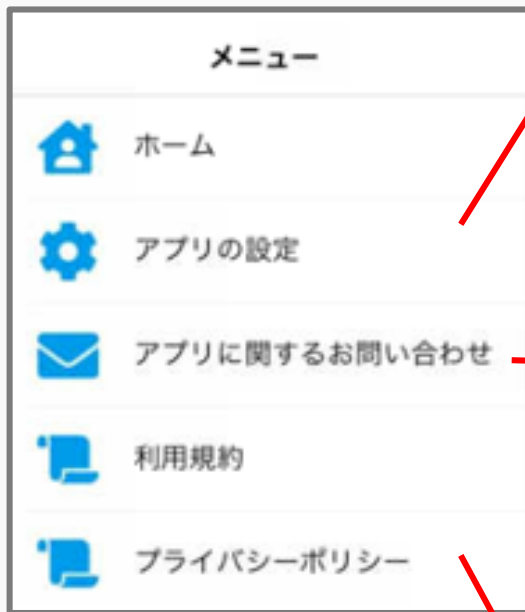 メニュー
ホーム
アプリの設定
アプリに関するお問い合わせ
利用規約
プライバシーポリシー